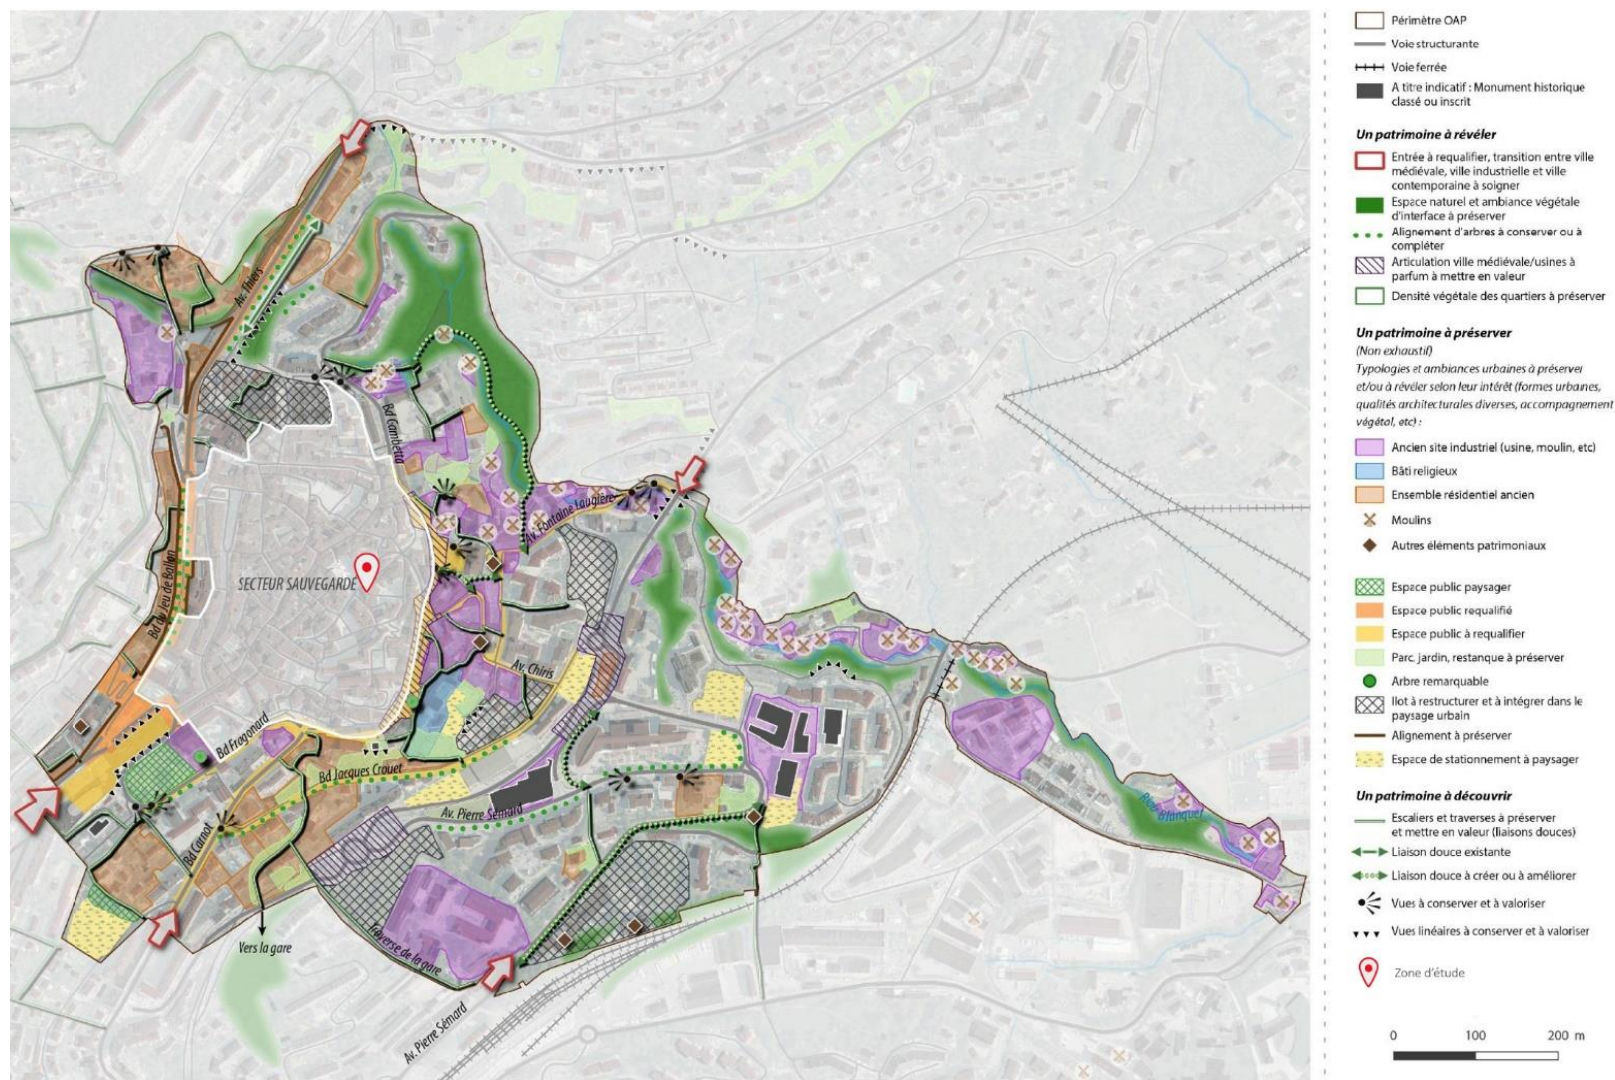 Av. Thiers
Bd Gambetta
Av. Fontaine Laugière
SECTEUR SAUVEGARDE
Bd du Jeu de Ballon
Av. Chiris
Bd Fragonard
Bd Jacques Crouet
Av. Pierre Sémard
Bd Carnot
Vers la gare
Traverse de la gare
Av. Pierre Sémard
Périmètre OAP
Voie structurante
Voie ferrée
A titre indicatif : Monument historique
classé ou inscrit
Un patrimoine à révéler
Entrée à requalifier, transition entre ville
médiévale, ville industrielle et ville
contemporaine à soigner
Espace naturel et ambiance végétale
d'interface à préserver
Alignement d'arbres à conserver ou à
compléter
Articulation ville médiévale/usines à
parfum à mettre en valeur
Densité végétale des quartiers à préserver
Un patrimoine à préserver
(Non exhaustif)
Typologies et ambiances urbaines à préserver
et/ou à révéler selon leur intérêt (formes urbaines,
qualités architecturales diverses, accompagnement
végétal, etc) :
Ancien site industriel (usine, moulin, etc)
Bâti religieux
Ensemble résidentiel ancien
Moulins
Autres éléments patrimoniaux
Espace public paysager
Espace public requalifié
Espace public à requalifier
Parc, jardin, restanque à préserver
Arbre remarquable
Ilot à restructurer et à intégrer dans le
paysage urbain
Alignement à préserver
Espace de stationnement à paysager
Un patrimoine à découvrir
Escaliers et traverses à préserver
et mettre en valeur (liaisons douces)
Liaison douce existante
Liaison douce à créer ou à améliorer
Vues à conserver et à valoriser
Vues linéaires à conserver et à valoriser
Zone d'étude
0 100 200 m